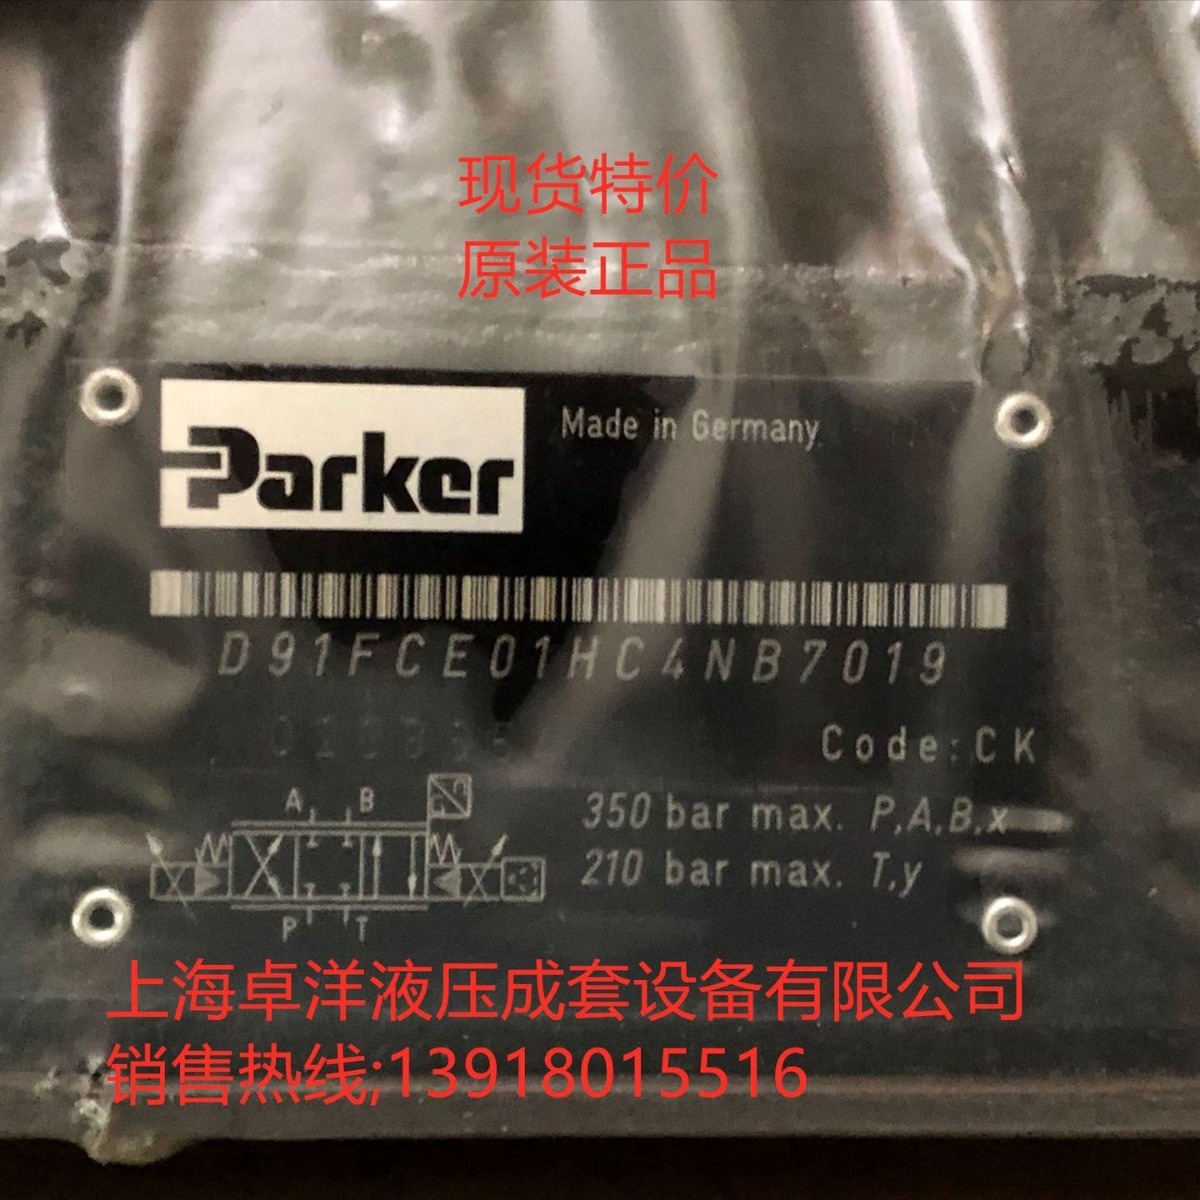 现货特价
原装正品
Parker
Made in Germany
D91FCE01HC4NB7019
Code:CK
A B
350 bar max. P,A,B,x
210 bar max. T,y
P T
上海卓洋液压成套设备有限公司
销售热线;13918015516